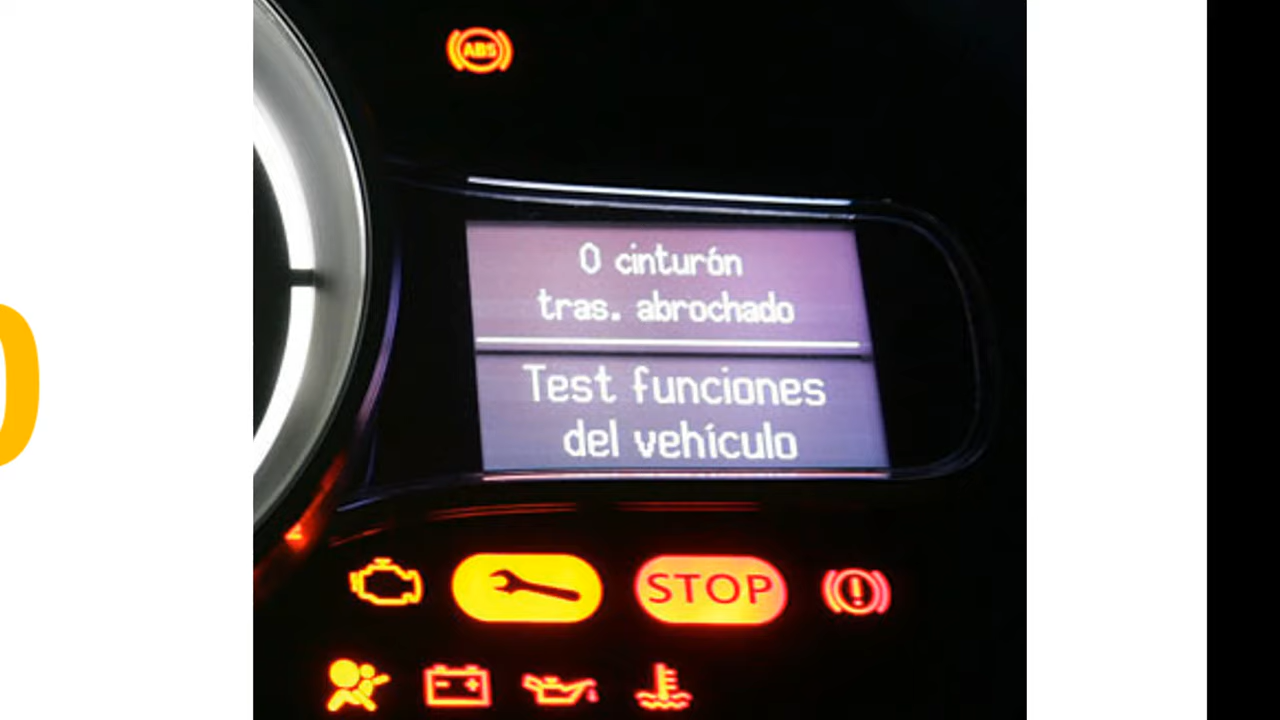 ABS
0 cinturón
tras. abrochado
Test funciones
del vehículo
STOP